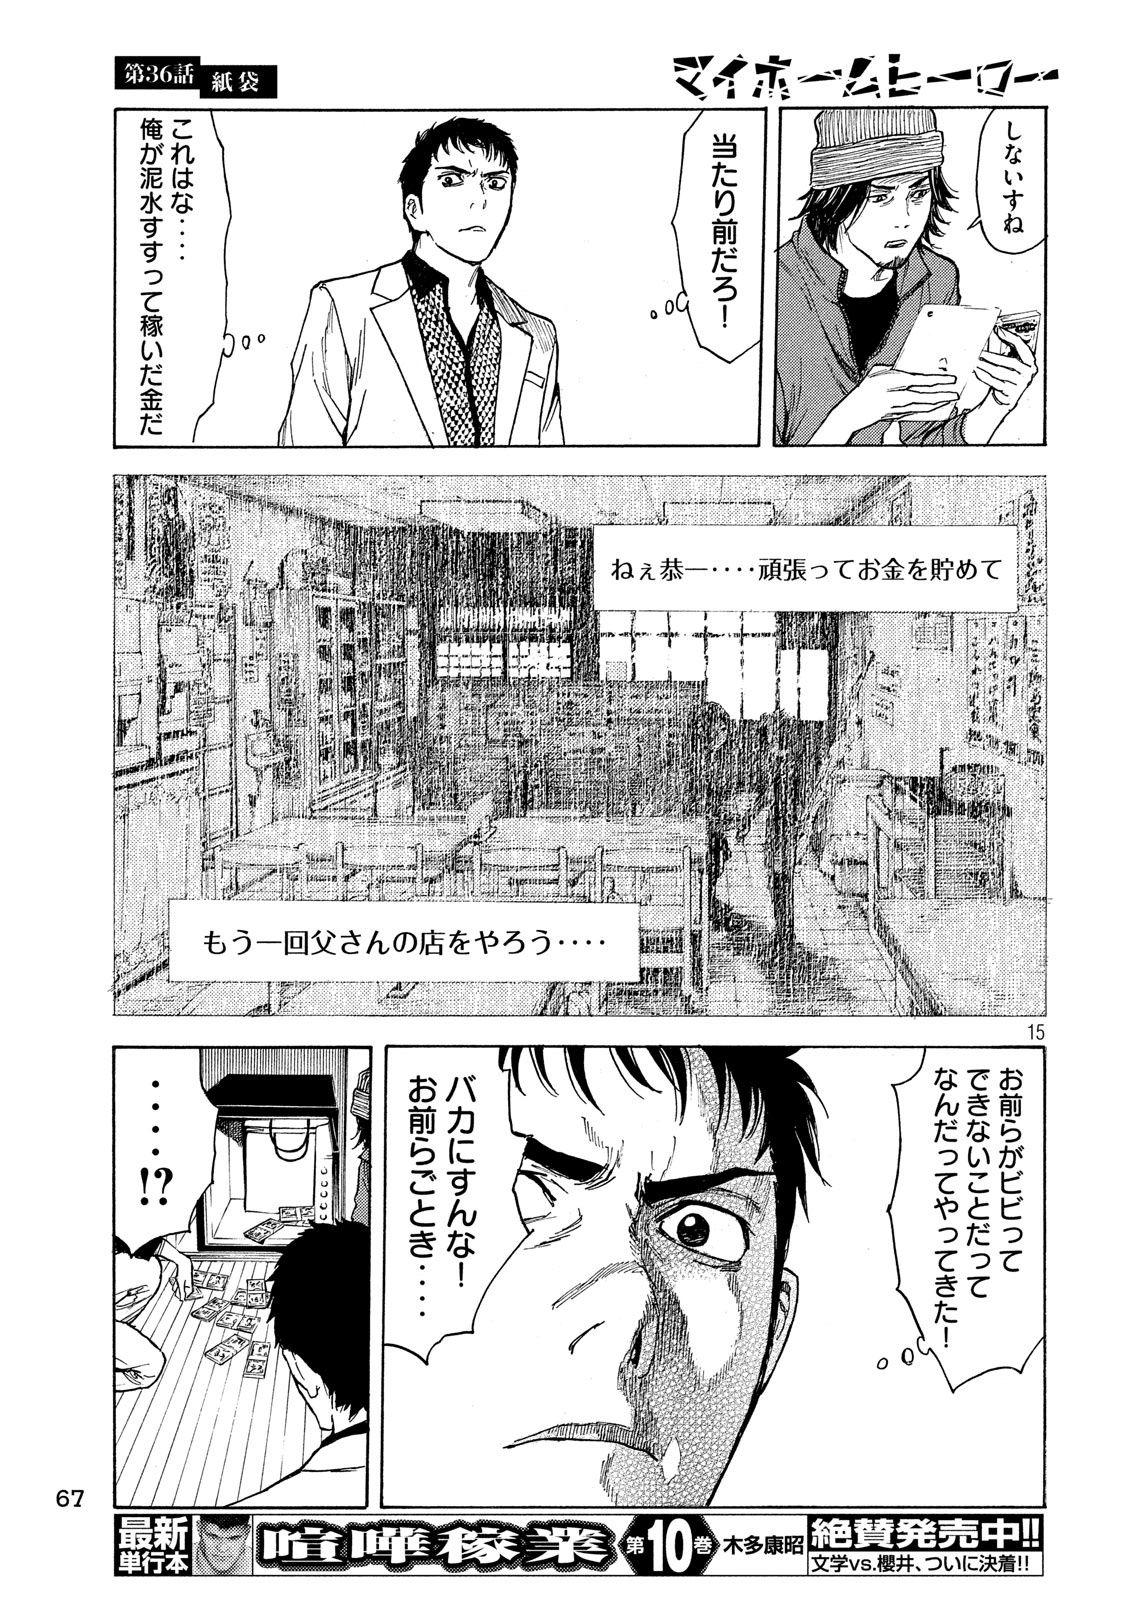 第36話
紙袋
マイホームヒーロー
しないすね
当たり前だろ!
これはな‥‥
俺が泥水すすって稼いだ金だ
ねぇ恭一‥‥頑張ってお金を貯めて
もう一回父さんの店をやろう‥‥
15
お前らがビビって
できないことだって
なんだってやってきた!
バカにすんな!
お前らごとき‥‥
‥‥!?
67
最新
単行本
喧嘩稼業
第10巻
木多康昭
絶賛発売中!!
文学vs.櫻井、ついに決着!!